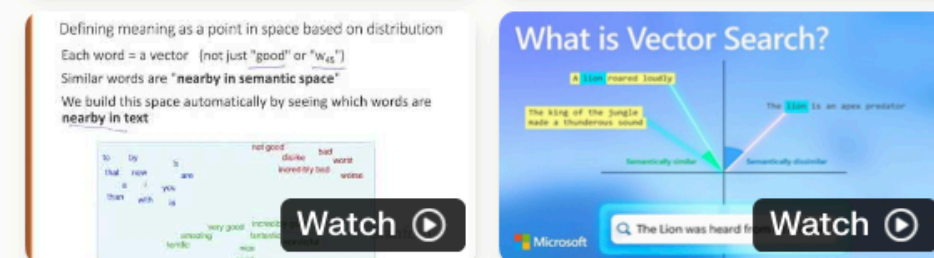 Defining meaning as a point in space based on distribution
Each word = a vector (not just "good" or "w45")
Similar words are "nearby in semantic space"
We build this space automatically by seeing which words are
nearby in text
not good
bad
to by
dislike
worst
that now
are
incredibly bad
worse
a i
you
than with is
very good
amazing
terrific
nice
Watch
What is Vector Search?
A lion roared loudly
The king of the jungle
made a thunderous sound
The lion is an apex predator
Semantically similar
Semantically dissimilar
The Lion was heard
Microsoft
Watch